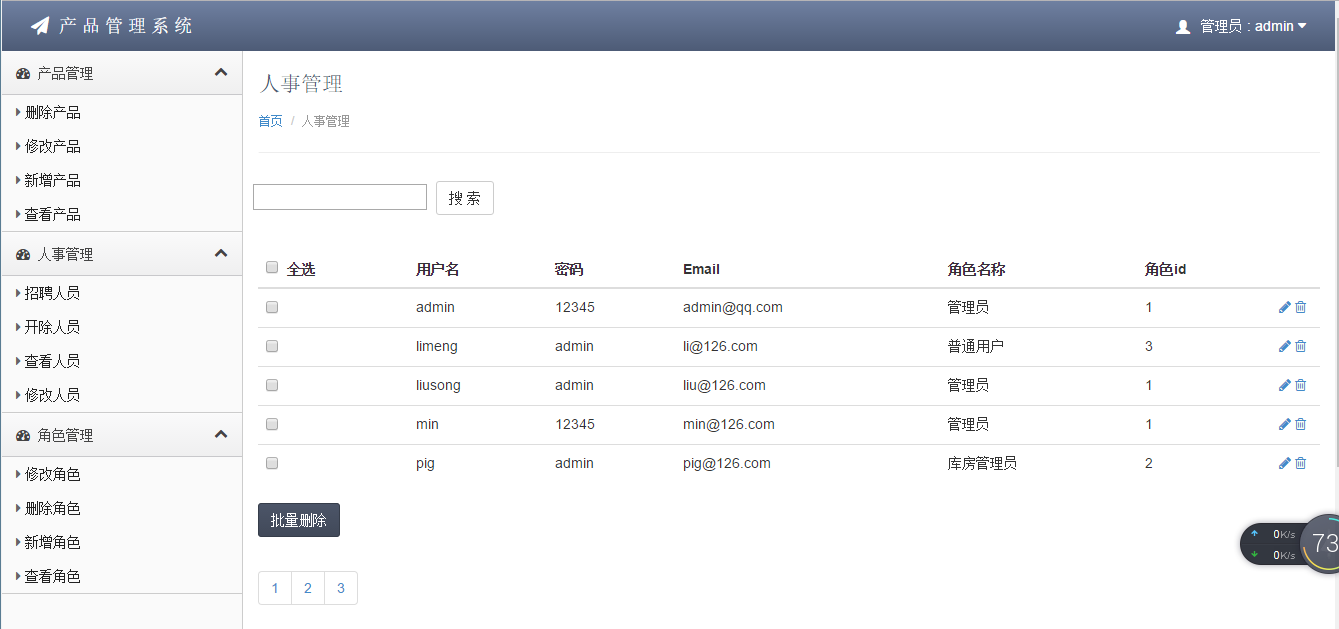 产品管理系统
管理员 : admin
产品管理
删除产品
修改产品
新增产品
查看产品
人事管理
招聘人员
开除人员
查看人员
修改人员
角色管理
修改角色
删除角色
新增角色
查看角色
人事管理
首页 / 人事管理
搜 索
全选 用户名 密码 Email 角色名称 角色id
admin 12345 admin@qq.com 管理员 1
limeng admin li@126.com 普通用户 3
liusong admin liu@126.com 管理员 1
min 12345 min@126.com 管理员 1
pig admin pig@126.com 库房管理员 2
批量删除
1 2 3
0K/s
0K/s
73